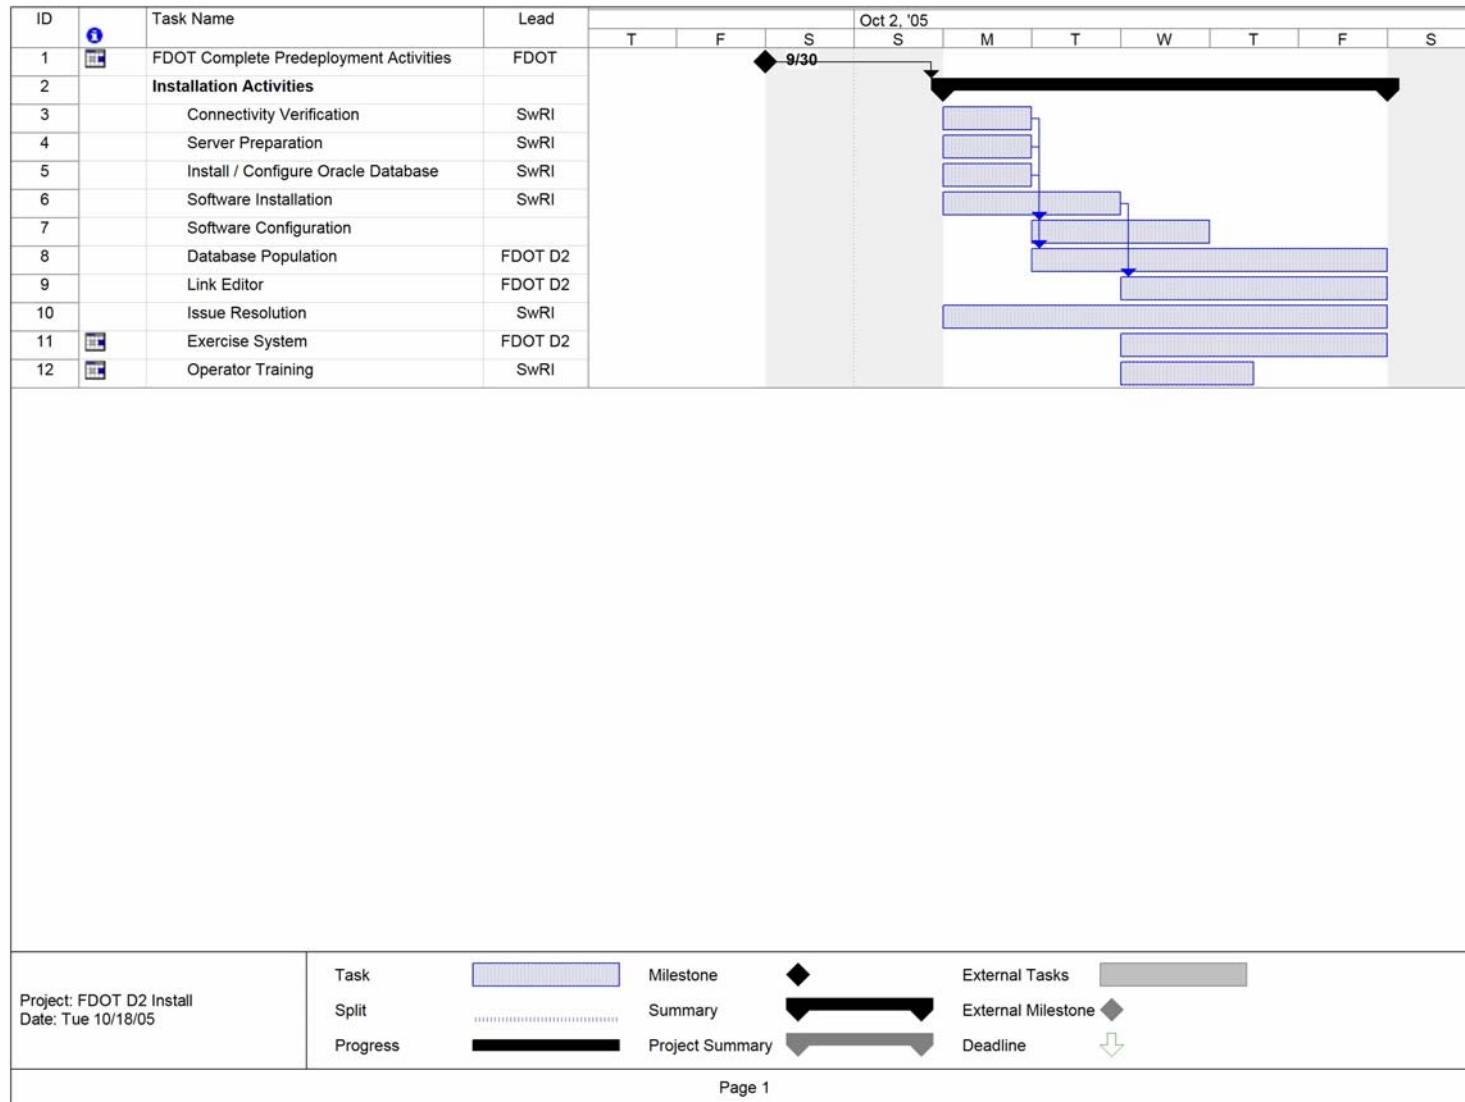 ID Task Name Lead Oct 2, '05
T F S S M T W T F S
1 FDOT Complete Predeployment Activities FDOT 9/30
2 Installation Activities
3 Connectivity Verification SwRI
4 Server Preparation SwRI
5 Install / Configure Oracle Database SwRI
6 Software Installation SwRI
7 Software Configuration
8 Database Population FDOT D2
9 Link Editor FDOT D2
10 Issue Resolution SwRI
11 Exercise System FDOT D2
12 Operator Training SwRI
Project: FDOT D2 Install
Date: Tue 10/18/05
Task Milestone External Tasks
Split Summary External Milestone
Progress Project Summary Deadline
Page 1